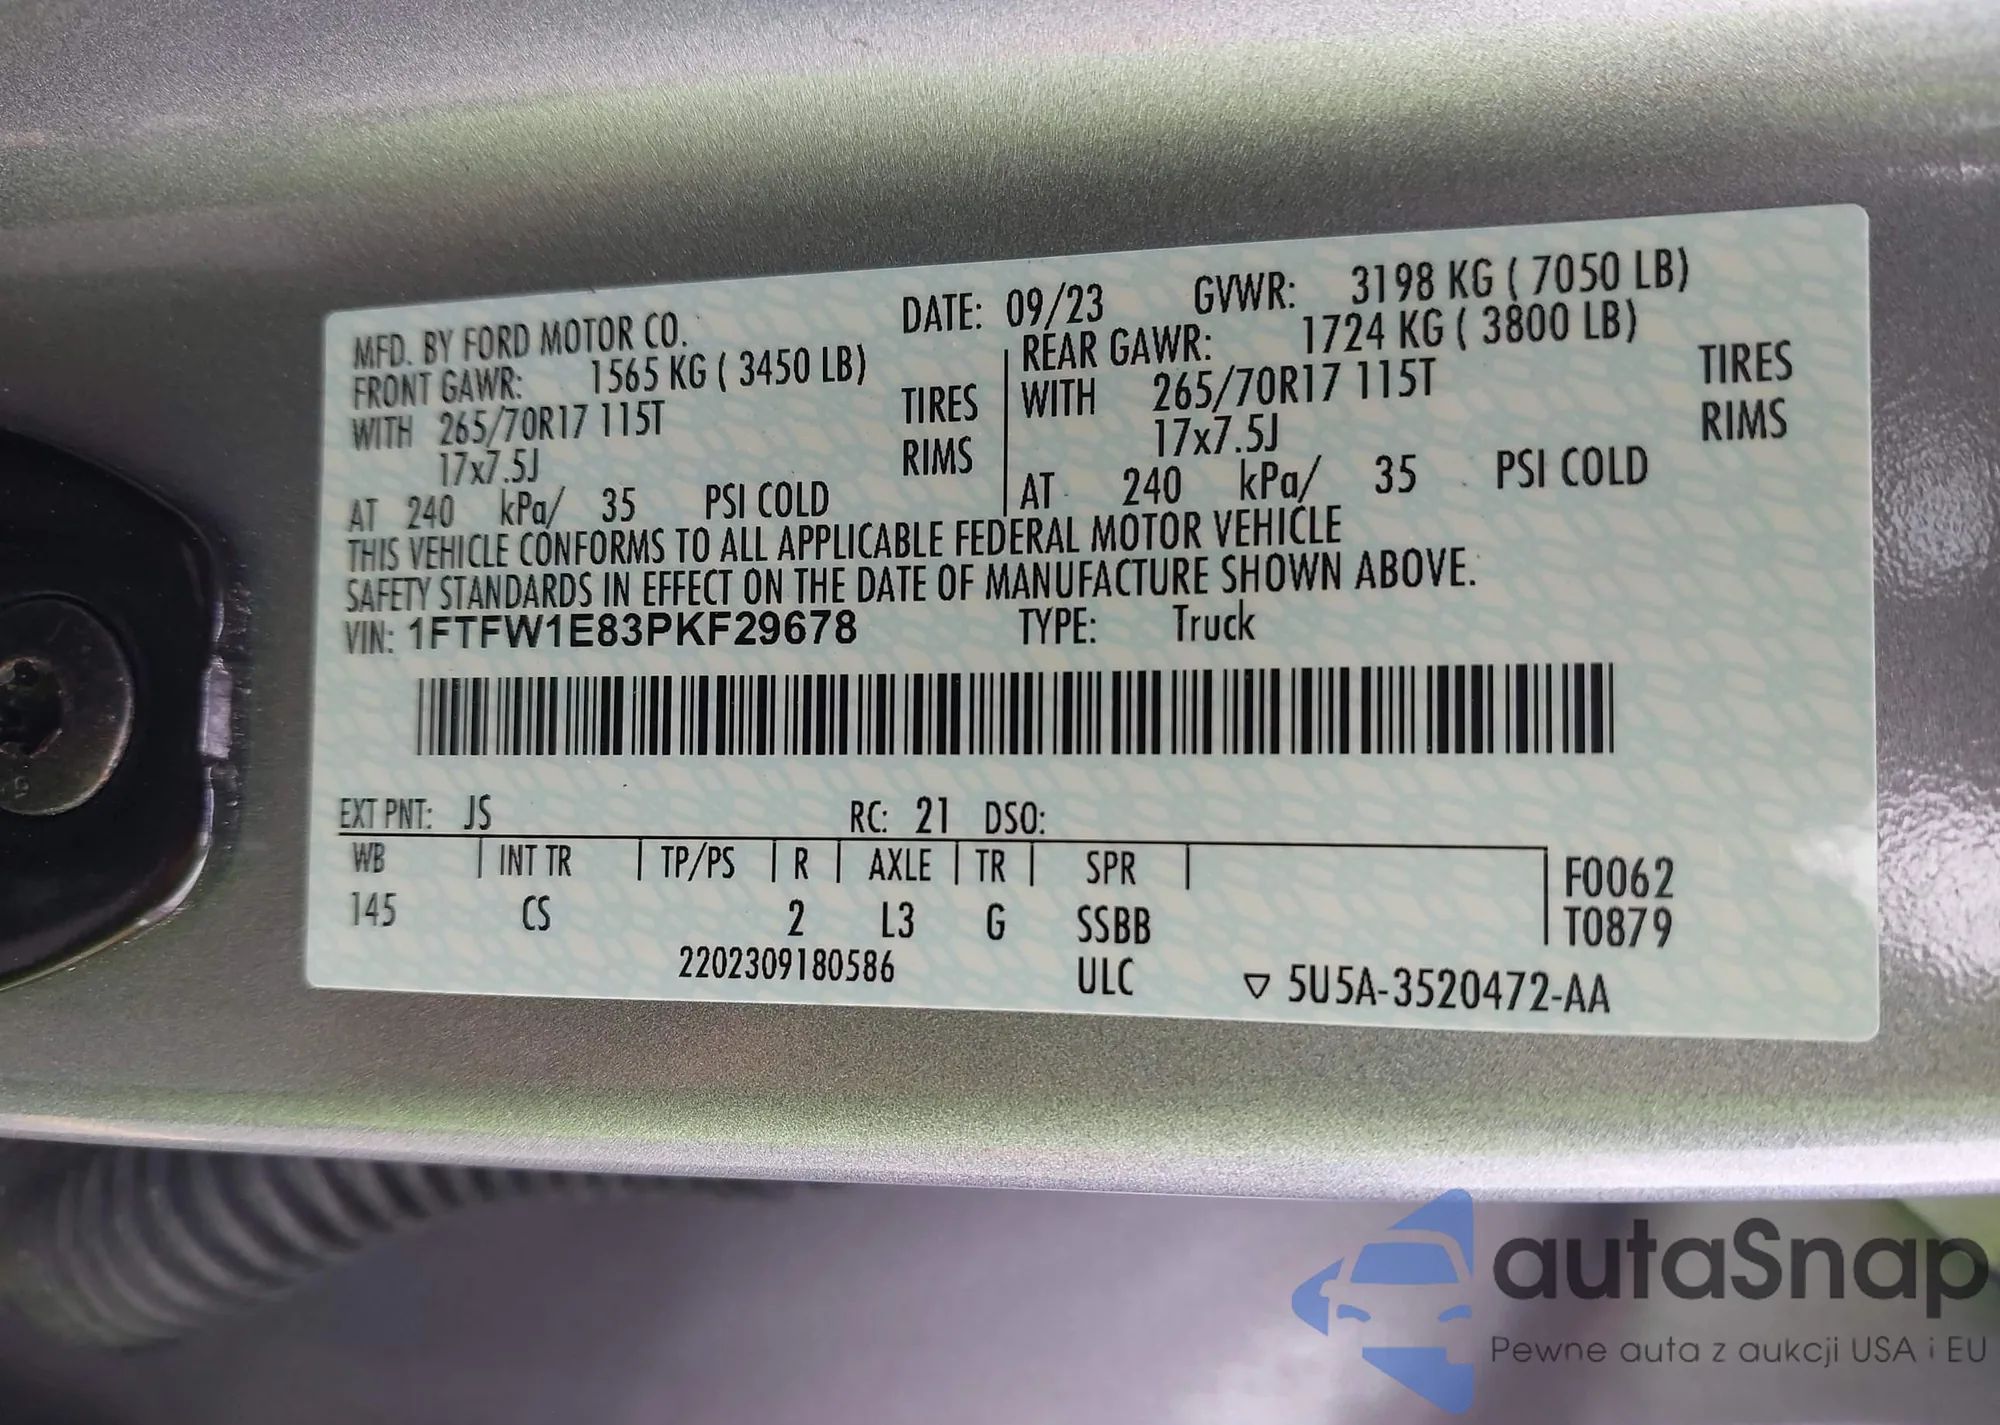 MFD. BY FORD MOTOR CO. DATE: 09/23 GVWR: 3198 KG ( 7050 LB)
FRONT GAWR: 1565 KG ( 3450 LB) REAR GAWR: 1724 KG ( 3800 LB)
WITH 265/70R17 115T TIRES WITH 265/70R17 115T TIRES
17x7.5J RIMS 17x7.5J RIMS
AT 240 kPa/ 35 PSI COLD AT 240 kPa/ 35 PSI COLD
THIS VEHICLE CONFORMS TO ALL APPLICABLE FEDERAL MOTOR VEHICLE
SAFETY STANDARDS IN EFFECT ON THE DATE OF MANUFACTURE SHOWN ABOVE.
VIN: 1FTFW1E83PKF29678 TYPE: Truck
EXT PNT: JS RC: 21 DSO:
WB INT TR TP/PS R AXLE TR SPR F0062
145 CS 2 L3 G SSBB T0879
2202309180586 ULC ▽ 5U5A-3520472-AA
autaSnap
Pewne auta z aukcji USA i EU